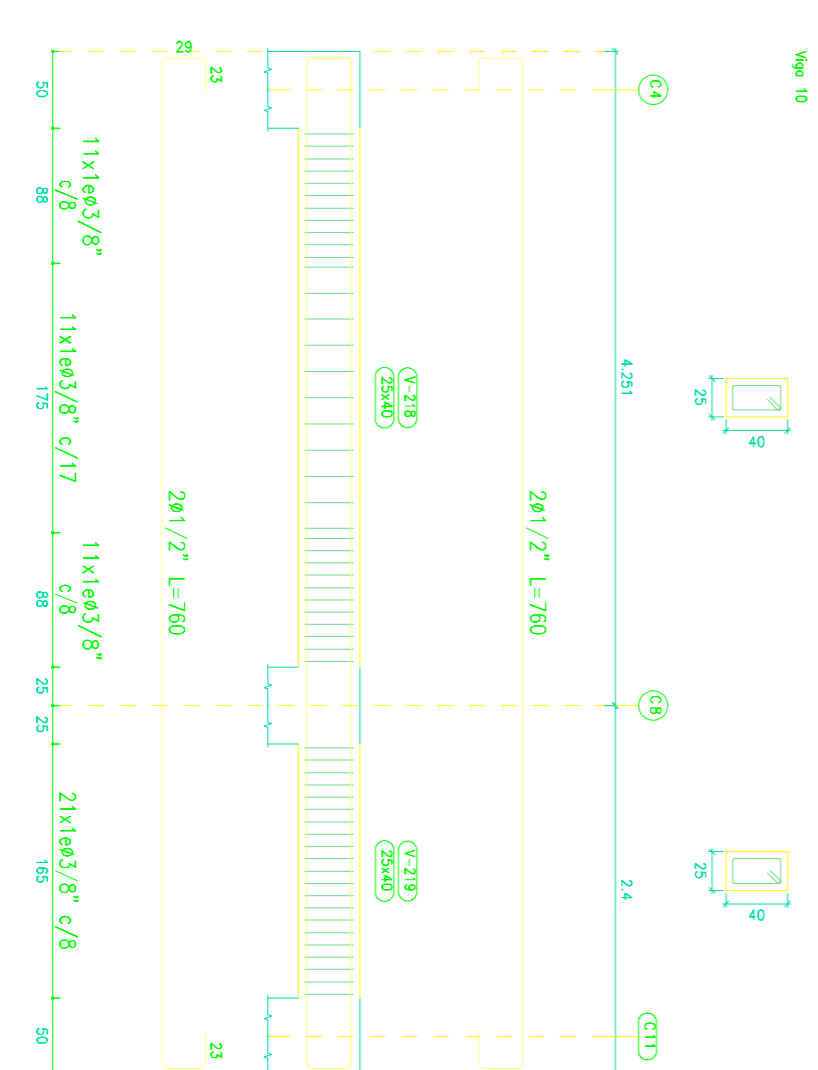 Viga 10
25
40
25
40
C4
C8
C11
4.251
2.4
2ø1/2" L=760
V-218
25x40
V-219
25x40
23
23
29
2ø1/2" L=760
11x1eø3/8"
c/8
11x1eø3/8" c/17
11x1eø3/8"
c/8
21x1eø3/8" c/8
50
88
175
88
25
25
165
50